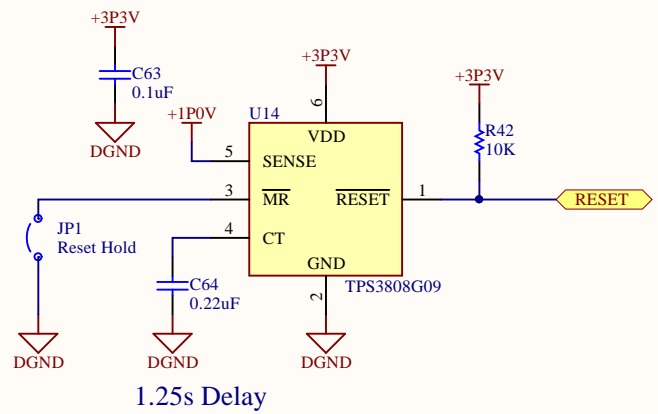 +3P3V
C63
0.1uF
DGND
+1P0V
U14
+3P3V
6
VDD
5
SENSE
3
MR
4
CT
RESET
1
GND
2
TPS3808G09
+3P3V
R42
10K
RESET
JP1
Reset Hold
C64
0.22uF
DGND
DGND
DGND
1.25s Delay